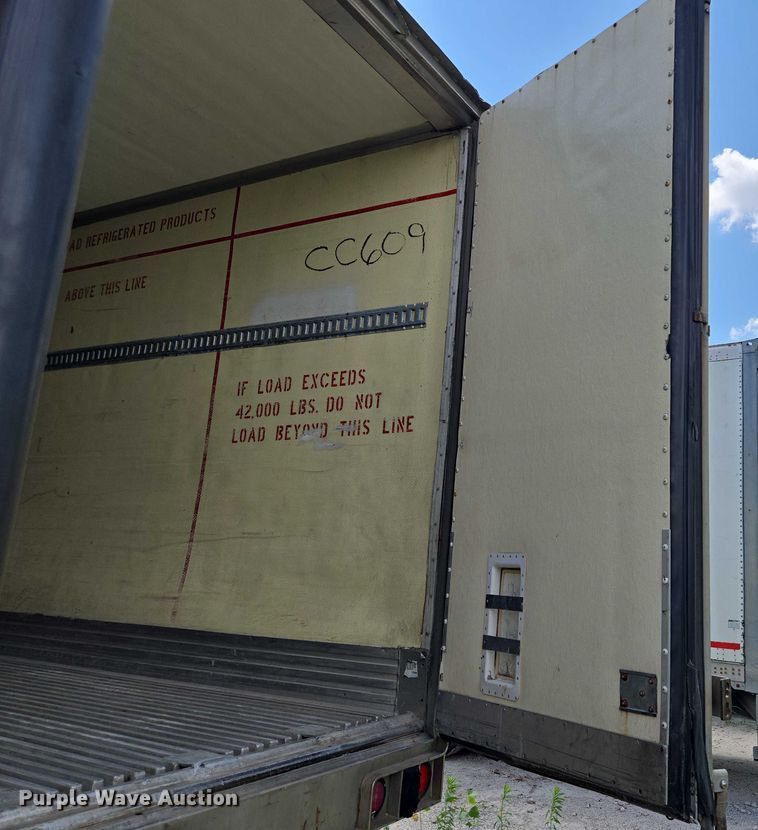 AD REFRIGERATED PRODUCTS
ABOVE THIS LINE
CC609
IF LOAD EXCEEDS
42,000 LBS. DO NOT
LOAD BEYOND THIS LINE
Purple Wave Auction